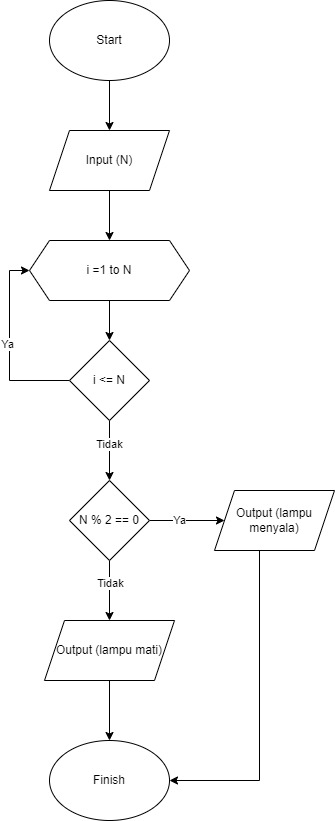 Start
Input (N)
i =1 to N
Ya
i <= N
Tidak
N % 2 == 0
Ya
Output (lampu
menyala)
Tidak
Output (lampu mati)
Finish